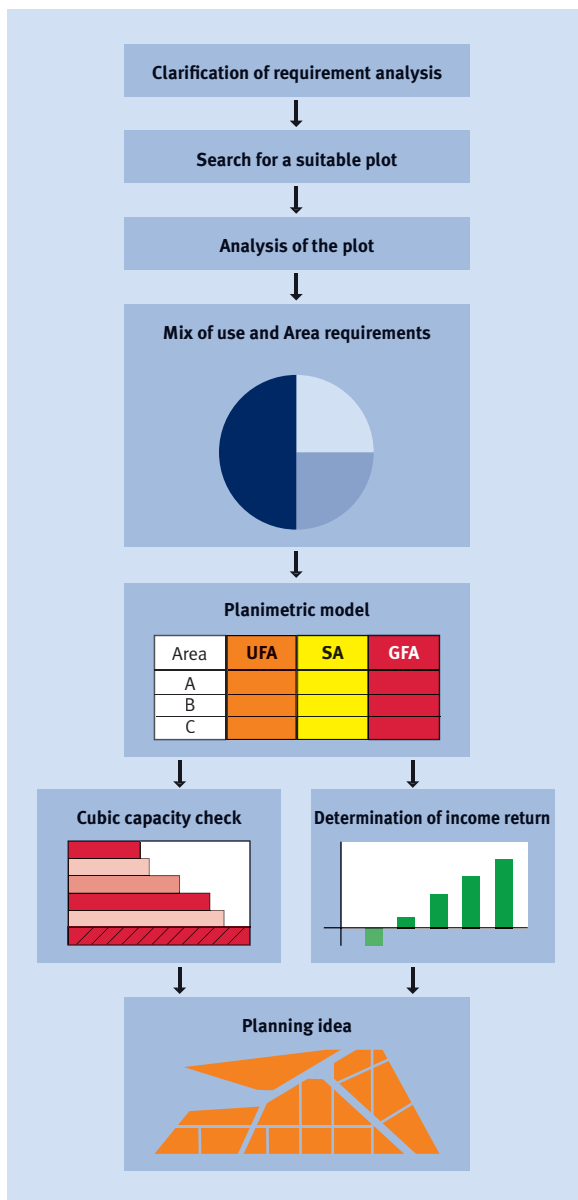 Clarification of requirement analysis
Search for a suitable plot
Analysis of the plot
Mix of use and Area requirements
Planimetric model
Area UFA SA GFA
A
B
C
Cubic capacity check
Determination of income return
Planning idea